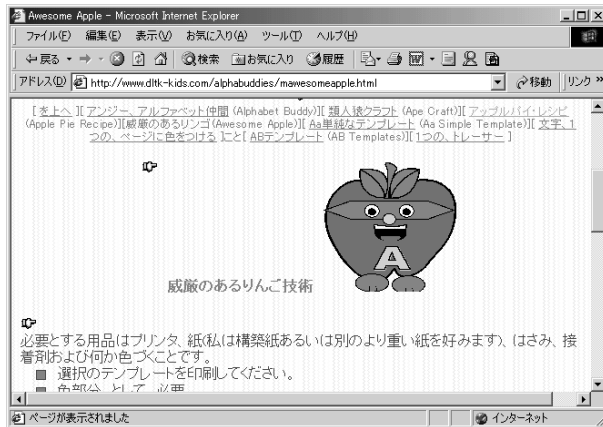 Awesome Apple - Microsoft Internet Explorer
ファイル(F) 編集(E) 表示(V) お気に入り(A) ツール(T) ヘルプ(H)
戻る 検索 お気に入り 履歴
アドレス(D) http://www.dltk-kids.com/alphabuddies/mawesomeapple.html 移動 リンク »
[ を上へ ][ アンジー、アルファベット仲間 (Alphabet Buddy)][ 類人猿クラフト (Ape Craft)][ アップルパイ・レシピ
(Apple Pie Recipe)][威厳のあるリンゴ(Awesome Apple)][ Aa単純なテンプレート (Aa Simple Template)][ 文字、1
つの、ページに色をつける ]こと[ ABテンプレート (AB Templates)][ 1つの、トレーサー ]
A
威厳のあるりんご技術
必要とする用品はプリンタ、紙(私は構築紙あるいは別のより重い紙を好みます)、はさみ、接
着剤および何か色づくことです。
選択のテンプレートを印刷してください。
ページが表示されました インターネット